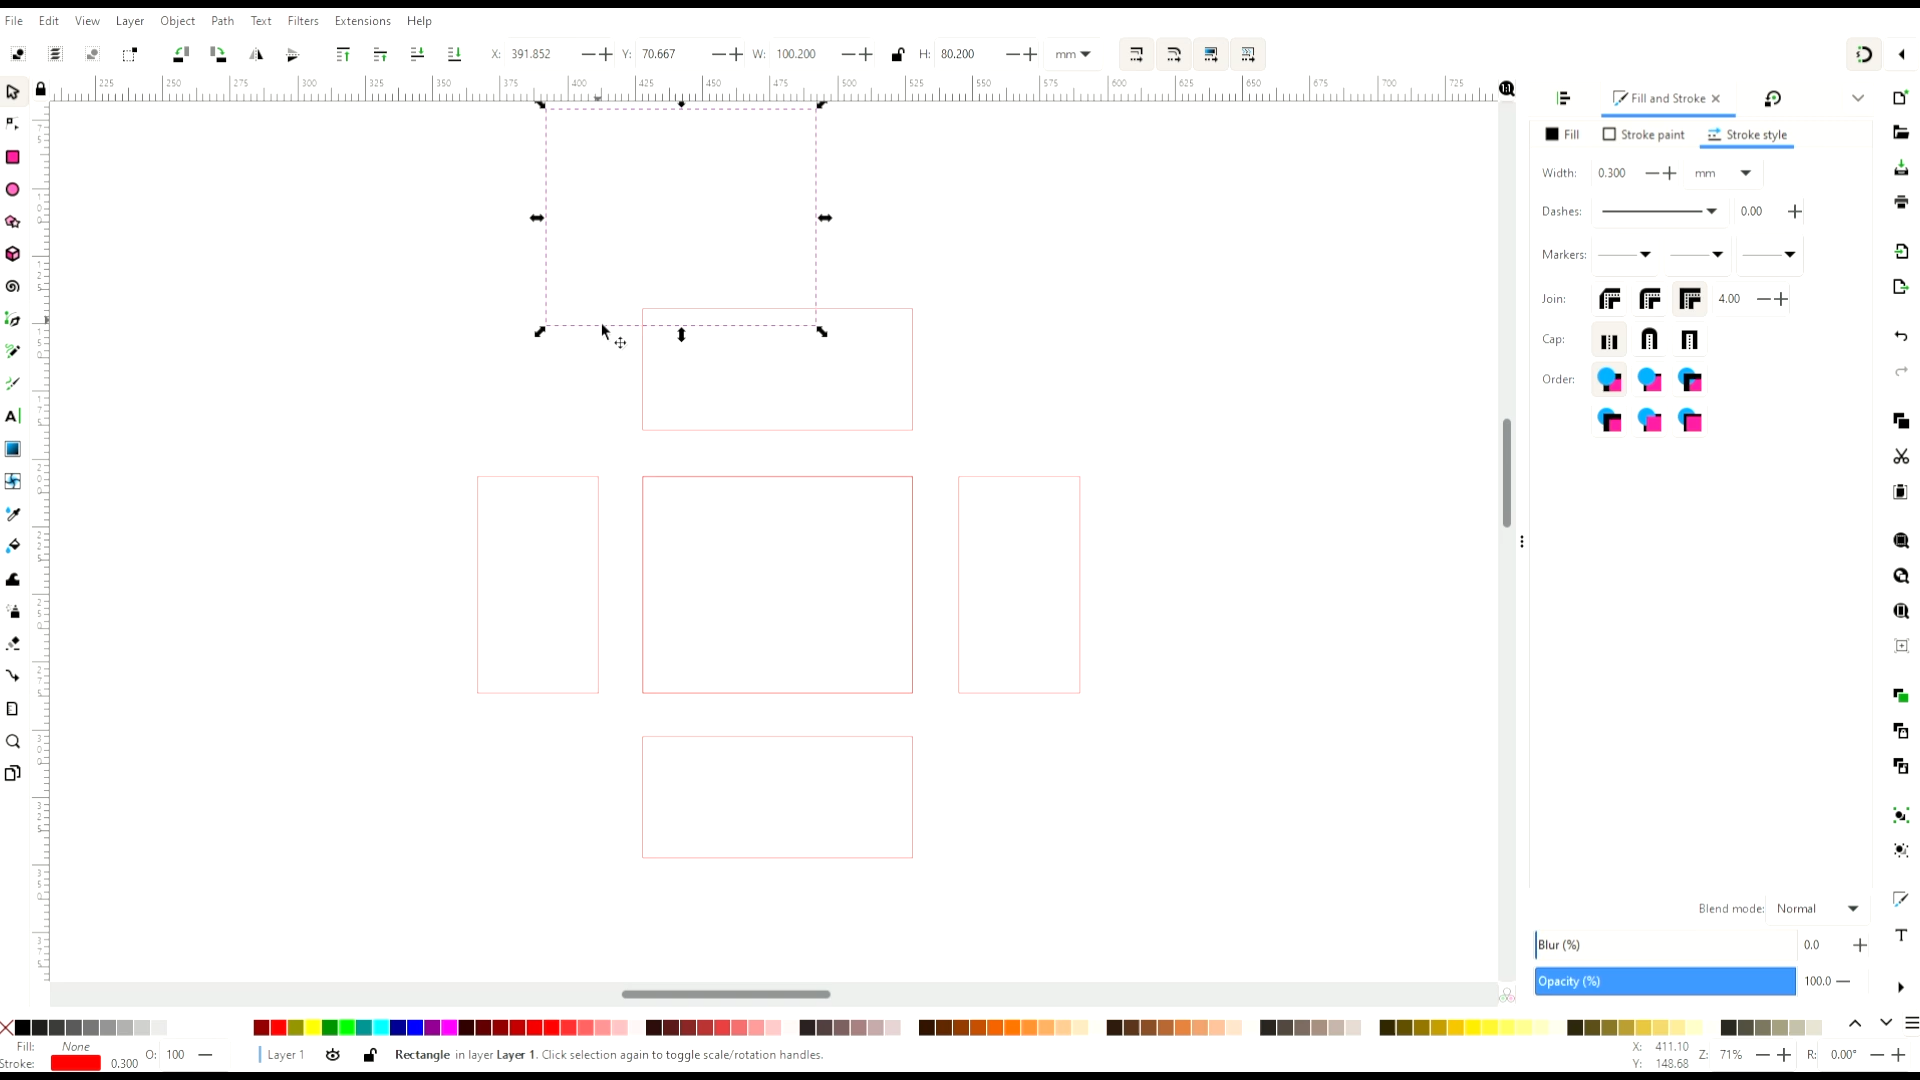 File Edit View Layer Object Path Text Filters Extensions Help
X: 391.852 Y: 70.667 W: 100.200 H: 80.200 mm
225 250 275 300 325 350 375 400 425 450 475 500 525 550 575 600 625 650 675 700 725
Fill and Stroke
Fill Stroke paint Stroke style
Width: 0.300 mm
Dashes: 0.00
Markers:
Join: 4.00
Cap:
Order:
Blend mode: Normal
Blur (%) 0.0
Opacity (%) 100.0
Fill: None
Stroke: 0.300
O: 100
Layer 1
Rectangle in layer Layer 1. Click selection again to toggle scale/rotation handles.
X: 411.10
Y: 148.68
Z: 71%
R: 0.00°